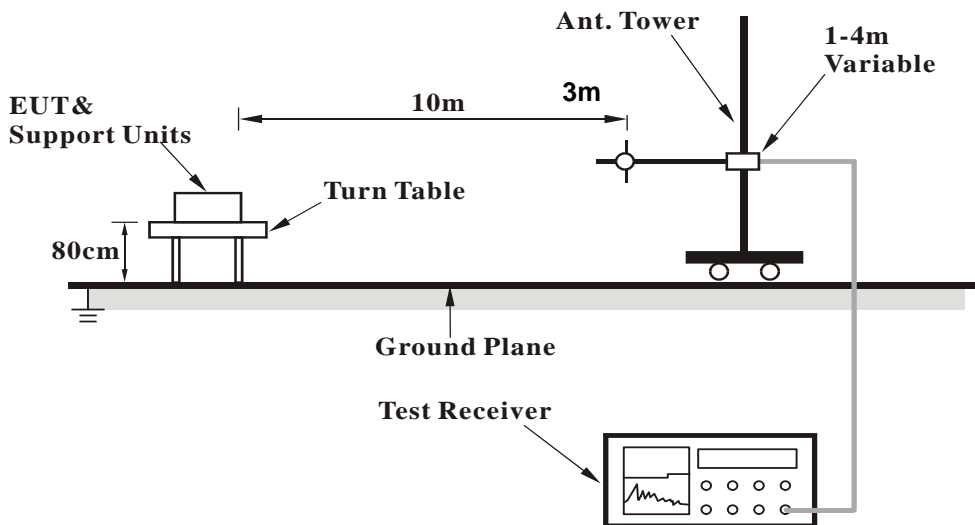 Ant. Tower
1-4m
Variable
EUT&
Support Units
10m
3m
Turn Table
80cm
Ground Plane
Test Receiver